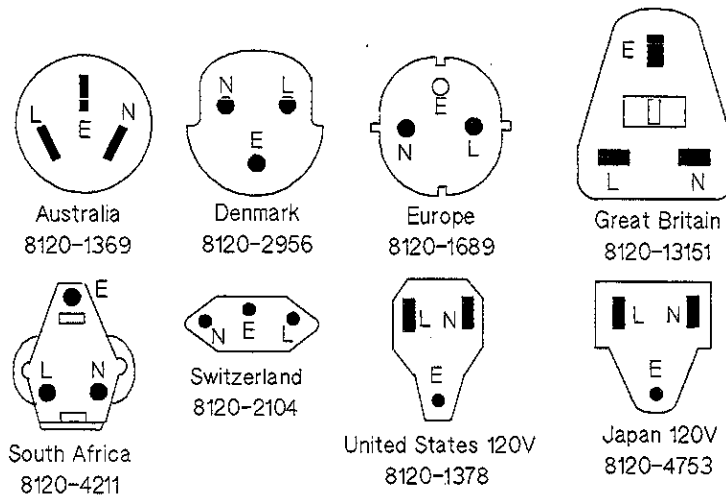 L
E
N
Australia
8120-1369
N
L
E
Denmark
8120-2956
E
N
L
Europe
8120-1689
E
L
N
Great Britain
8120-13151
E
L
N
South Africa
8120-4211
N
E
L
Switzerland
8120-2104
L
N
E
United States 120V
8120-1378
L
N
E
Japan 120V
8120-4753